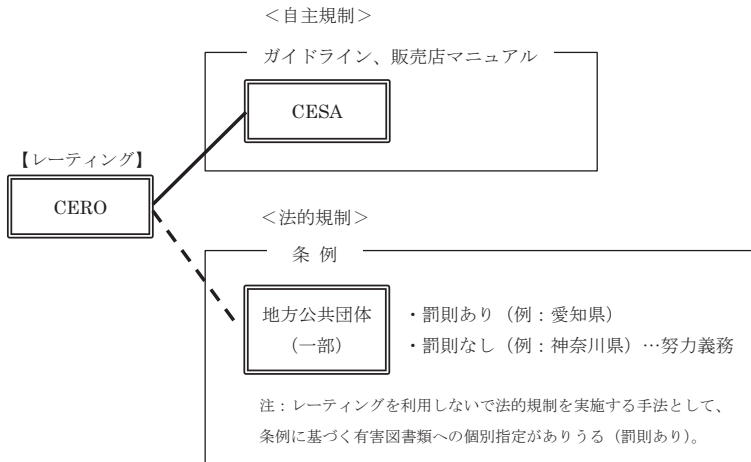 ＜自主規制＞
ガイドライン、販売店マニュアル
CESA
【レーティング】
CERO
＜法的規制＞
条 例
地方公共団体
（一部）
・罰則あり（例：愛知県）
・罰則なし（例：神奈川県）…努力義務
注：レーティングを利用しないで法的規制を実施する手法として、
条例に基づく有害図書類への個別指定がありうる（罰則あり）。